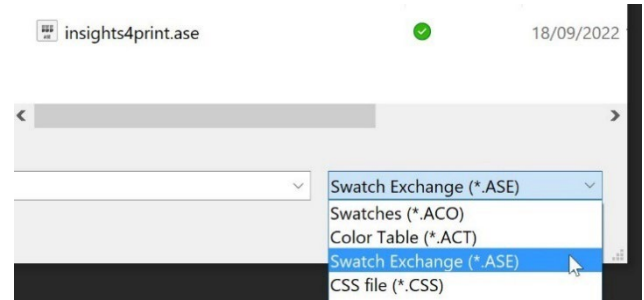 insights4print.ase 18/09/2022
Swatch Exchange (*.ASE)
Swatches (*.ACO)
Color Table (*.ACT)
Swatch Exchange (*.ASE)
CSS file (*.CSS)